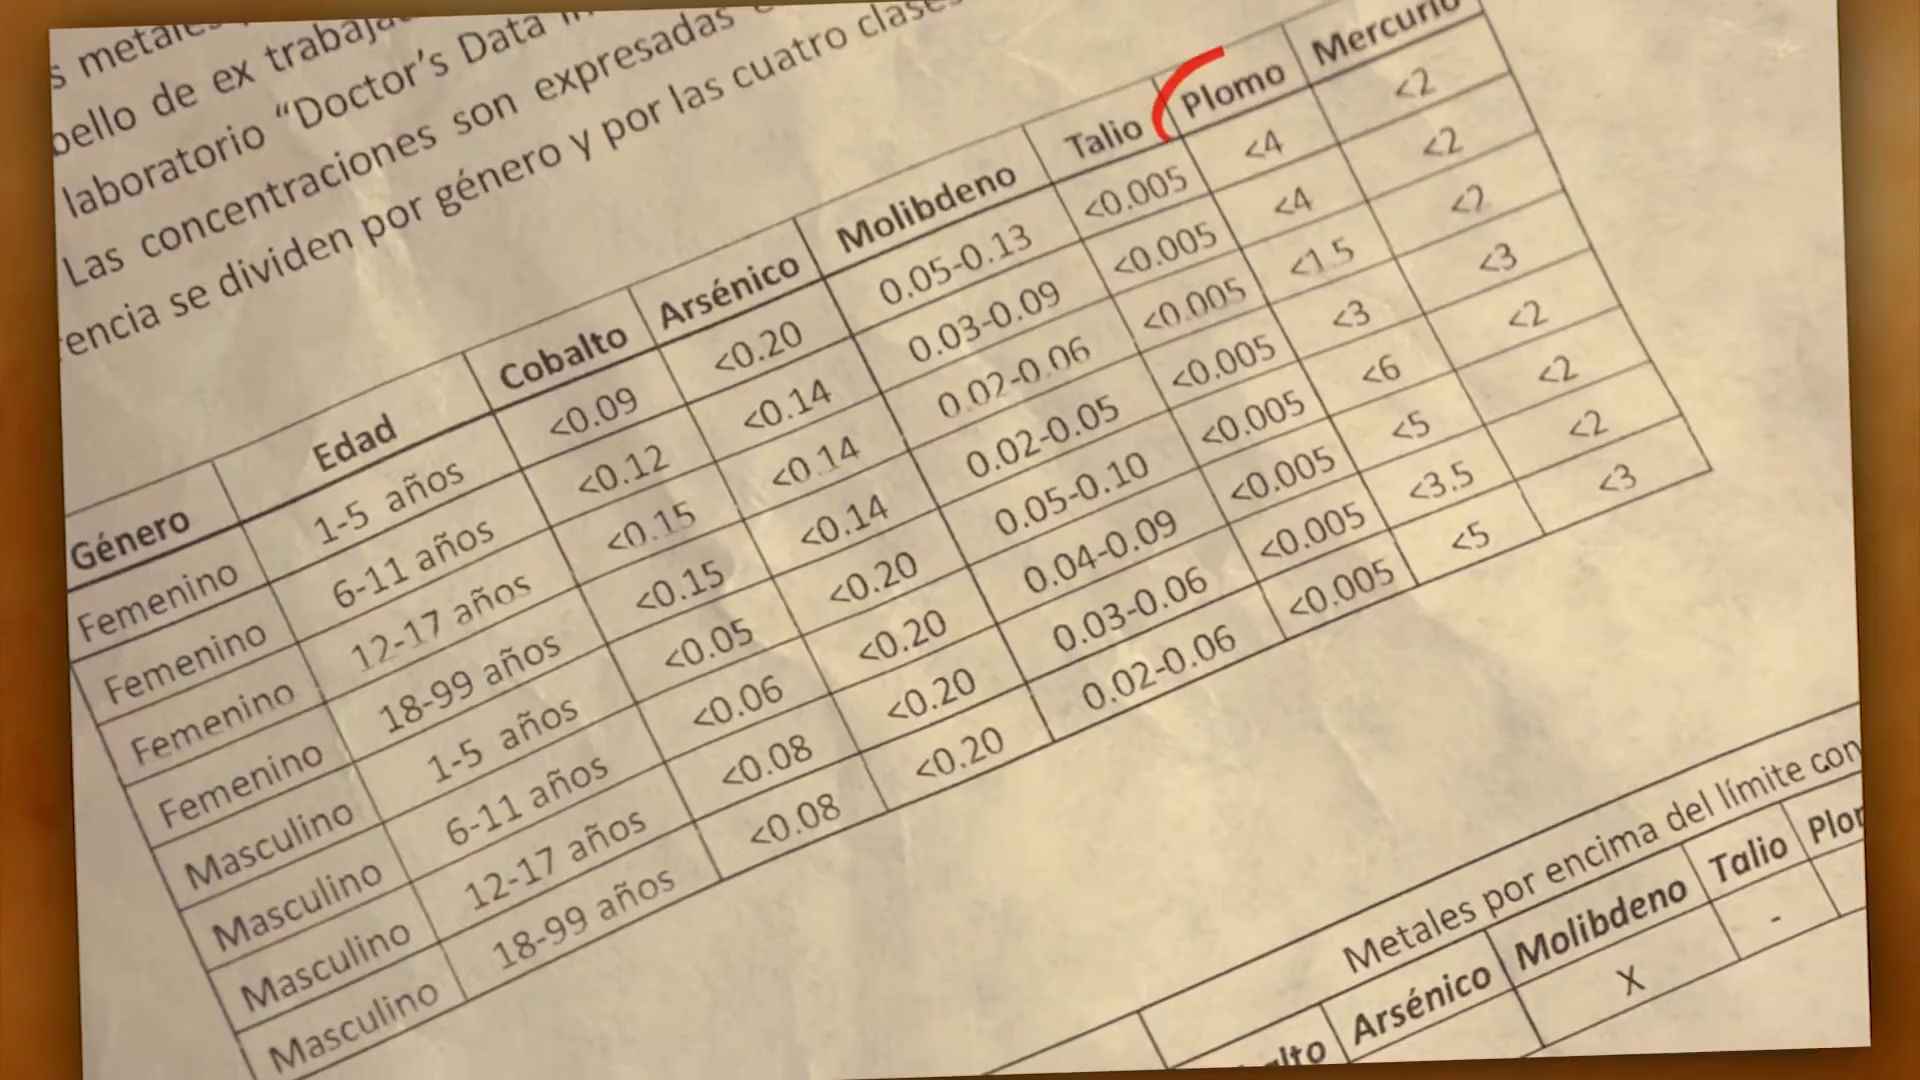 s metales
bello de ex trabaja
laboratorio “Doctor’s Data
Las concentraciones son expresadas
encia se dividen por género y por las cuatro clases
Género Edad Cobalto Arsénico Molibdeno Talio Plomo Mercurio
Femenino 1-5 años <0.09 <0.20 0.05-0.13 <0.005 <4 <2
Femenino 6-11 años <0.12 <0.14 0.03-0.09 <0.005 <4 <2
Femenino 12-17 años <0.15 <0.14 0.02-0.06 <0.005 <1.5 <2
Femenino 18-99 años <0.15 <0.14 0.02-0.05 <0.005 <3 <3
Masculino 1-5 años <0.05 <0.20 0.05-0.10 <0.005 <6 <2
Masculino 6-11 años <0.06 <0.20 0.04-0.09 <0.005 <5 <2
Masculino 12-17 años <0.08 <0.20 0.03-0.06 <0.005 <3.5 <2
Masculino 18-99 años <0.08 <0.20 0.02-0.06 <0.005 <5 <3
Metales por encima del límite con
alto Arsénico Molibdeno Talio Plor
X -